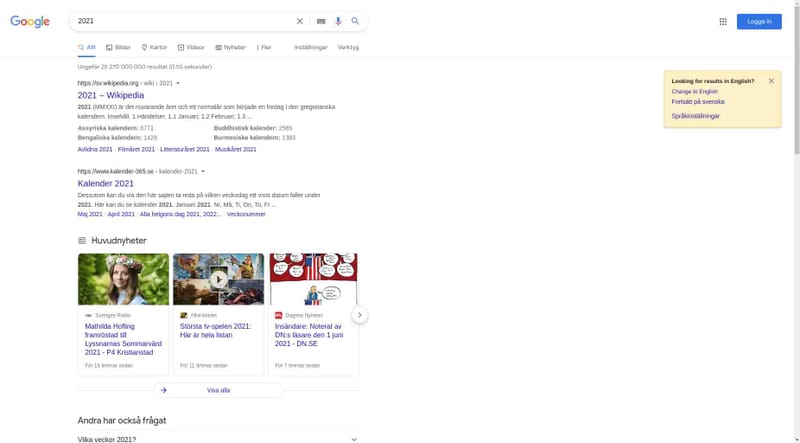 Google
2021
Logga in
Allt
Bilder
Kartor
Videor
Nyheter
Fler
Inställningar
Verktyg
Ungefär 25 270 000 000 resultat (0,55 sekunder)
Looking for results in English?
Change to English
Fortsätt på svenska
Språkinställningar
https://sv.wikipedia.org › wiki › 2021
2021 – Wikipedia
2021 (MMXXI) är det nuvarande året och ett normalår som började en fredag i den gregorianska
kalendern. Innehåll. 1 Händelser. 1.1 Januari; 1.2 Februari; 1.3 ...
Assyriska kalendern: 6771
Buddhistisk kalender: 2565
Bengaliska kalendern: 1428
Burmesiska kalendern: 1383
Avlidna 2021 · Filmåret 2021 · Litteraturåret 2021 · Musikåret 2021
https://www.kalender-365.se › kalender-2021
Kalender 2021
Dessutom kan du via den här sajten ta reda på vilken veckodag ett visst datum faller under
2021. Här kan du se kalender 2021. Januari 2021. Nr, Må, Ti, On, To, Fr ...
Maj 2021 · April 2021 · Alla helgons dag 2021, 2022... · Veckonummer
Huvudnyheter
Sveriges Radio
Mathilda Hofling
framröstad till
Lyssnarnas Sommarvärd
2021 - P4 Kristianstad
För 16 timmar sedan
Aftonbladet
Största tv-spelen 2021:
Här är hela listan
För 11 timmar sedan
Dagens Nyheter
Insändare: Noterat av
DN:s läsare den 1 juni
2021 - DN.SE
För 7 timmar sedan
Visa alla
Andra har också frågat
Vilka veckor 2021?